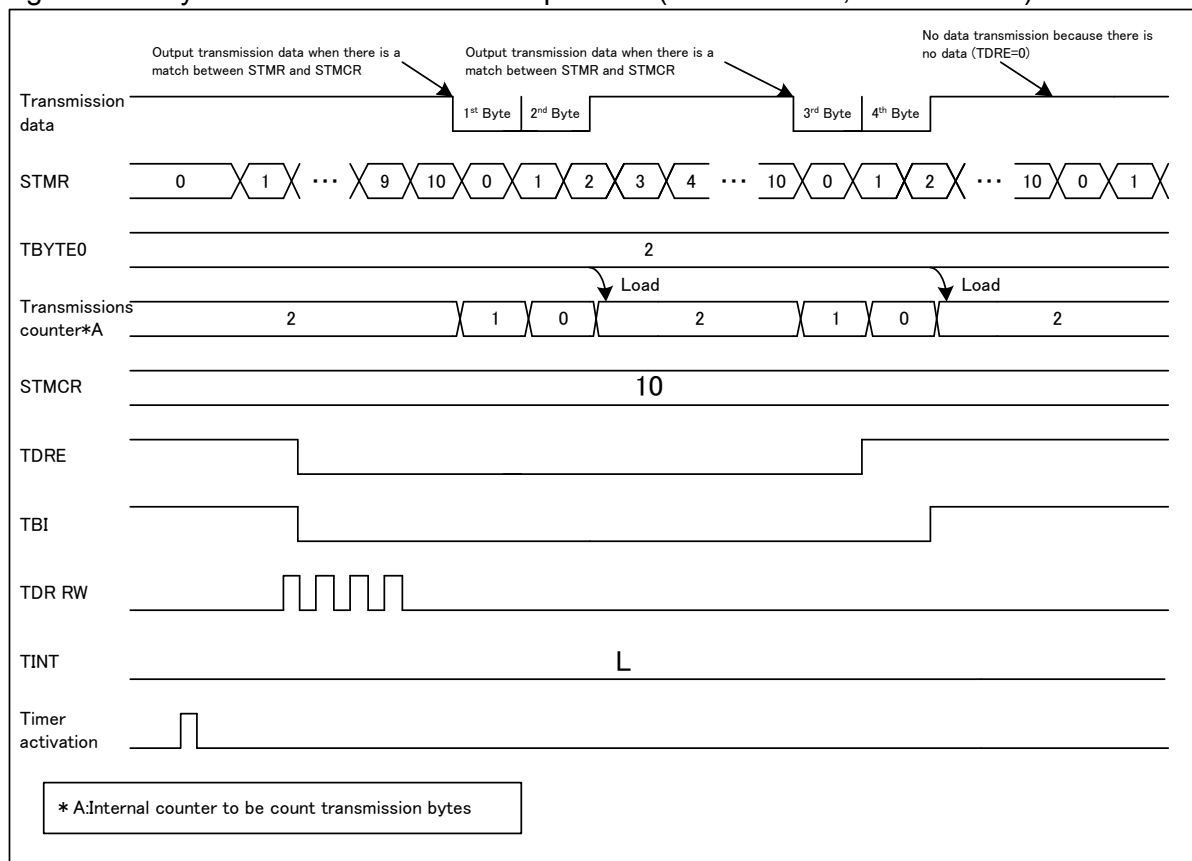 Output transmission data when there is a
match between STMR and STMCR
Output transmission data when there is a
match between STMR and STMCR
No data transmission because there is
no data (TDRE=0)
Transmission
data
1st Byte 2nd Byte 3rd Byte 4th Byte
STMR 0 1 ··· 9 10 0 1 2 3 4 ··· 10 0 1 2 ··· 10 0 1
TBYTE0 2
Load Load
Transmissions
counter*A
2 1 0 2 1 0 2
STMCR 10
TDRE
TBI
TDR RW
TINT L
Timer
activation
* A:Internal counter to be count transmission bytes